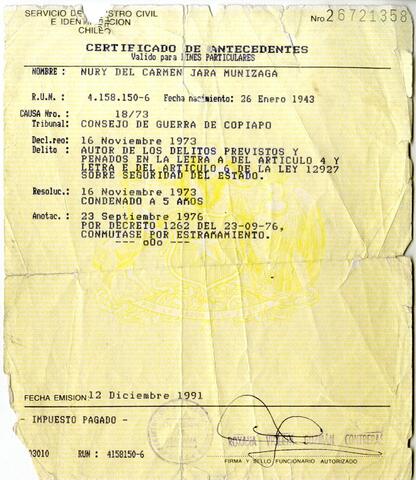 SERVICIO DE REGISTRO CIVIL
E IDENTIFICACION
CHILE
Nro 26721358
CERTIFICADO DE ANTECEDENTES
Valido para FINES PARTICULARES
NOMBRE : NURY DEL CARMEN JARA MUNIZAGA
R.U.N. : 4.158.150-6 Fecha nacimiento: 26 Enero 1943
CAUSA Nro.: 18/73
Tribunal: CONSEJO DE GUERRA DE COPIAPO
Decl.reo: 16 Noviembre 1973
Delito : AUTOR DE LOS DELITOS PREVISTOS Y
PENADOS EN LA LETRA A DEL ARTICULO 4 Y
LETRA E DEL ARTICULO 6 DE LA LEY 12927
SOBRE SEGURIDAD DEL ESTADO.
Resoluc.: 16 Noviembre 1973
CONDENADO A 5 AÑOS
Anotac.: 23 Septiembre 1976
POR DECRETO 1262 DEL 23-09-76,
CONMUTASE POR ESTRAMAMIENTO.
--- oOo ---
FECHA EMISION: 12 Diciembre 1991
- IMPUESTO PAGADO -
03010 RUN : 4158150-6
GUZMAN CONTRERAS
FIRMA Y SELLO FUNCIONARIO AUTORIZADO